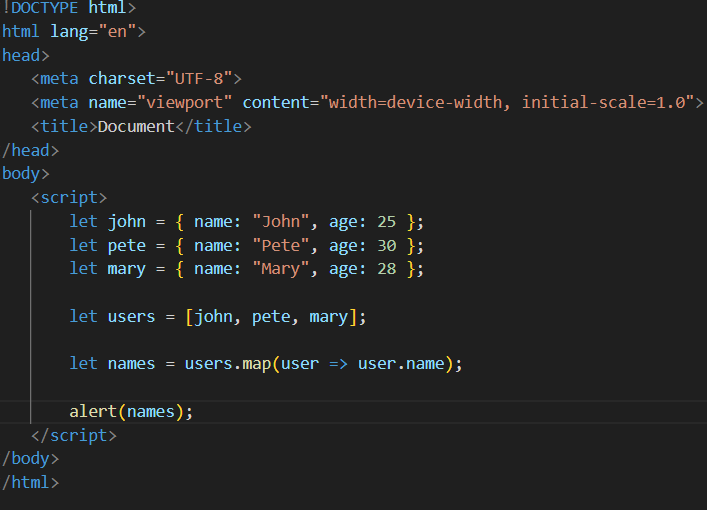 !DOCTYPE html>
html lang="en">
head>
<meta charset="UTF-8">
<meta name="viewport" content="width=device-width, initial-scale=1.0">
<title>Document</title>
/head>
body>
<script>
let john = { name: "John", age: 25 };
let pete = { name: "Pete", age: 30 };
let mary = { name: "Mary", age: 28 };
let users = [john, pete, mary];
let names = users.map(user => user.name);
alert(names);
</script>
/body>
/html>